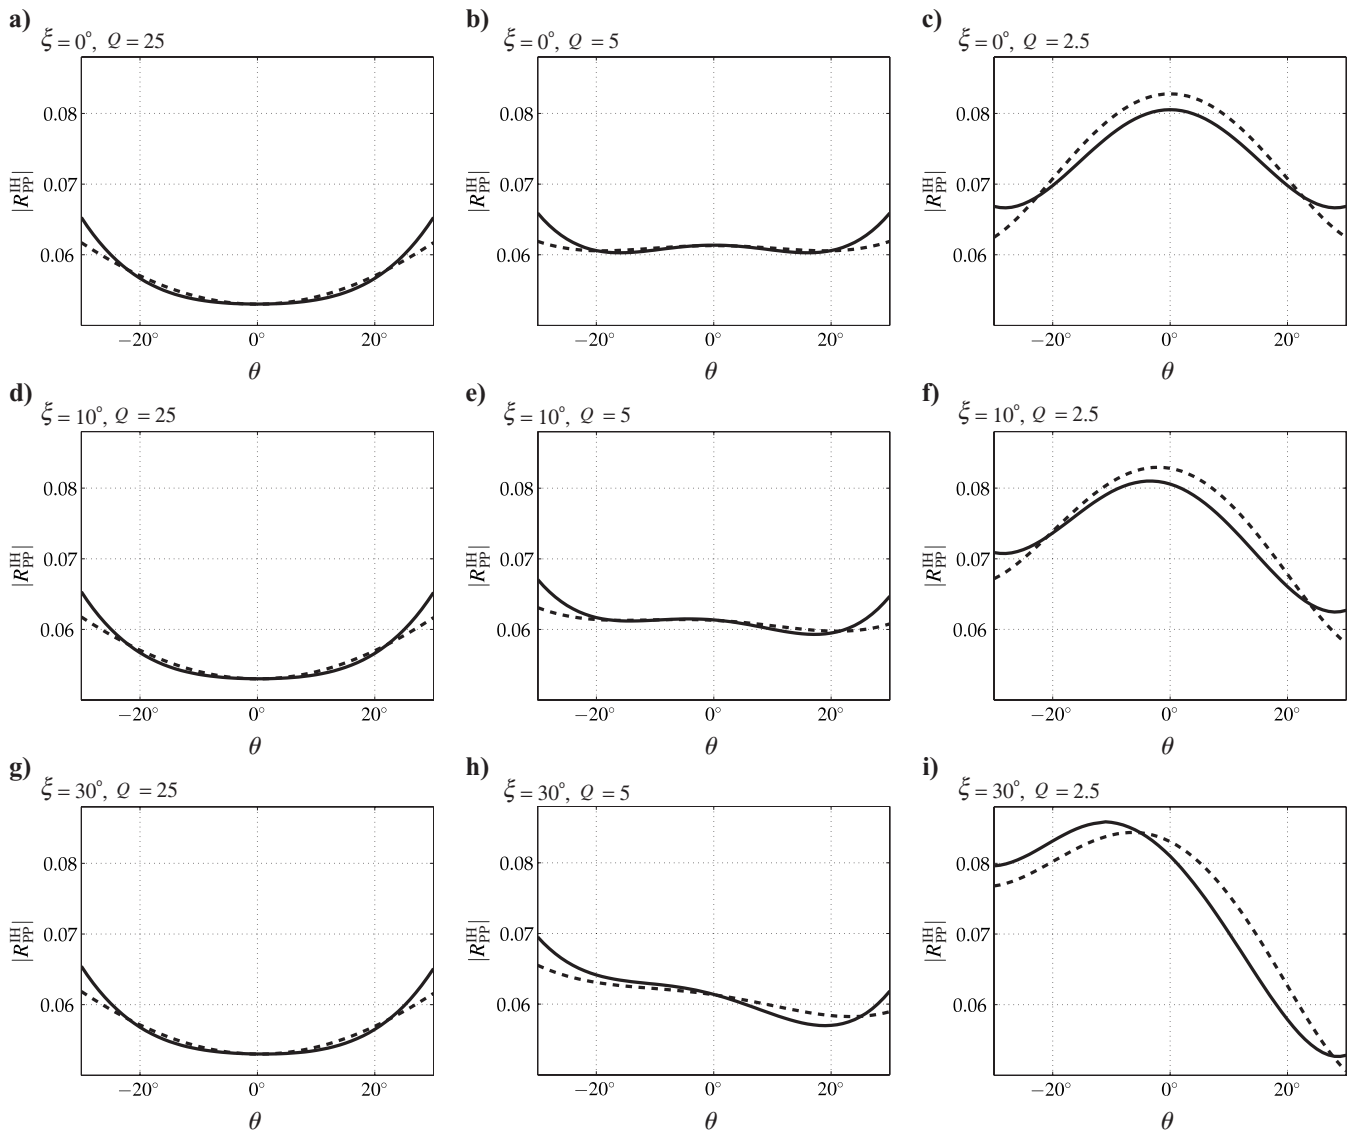 a)
ξ = 0°, Q = 25
0.08
0.07
0.06
|R_PP^IH|
−20° 0° 20°
θ
b)
ξ = 0°, Q = 5
0.08
0.07
0.06
|R_PP^IH|
−20° 0° 20°
θ
c)
ξ = 0°, Q = 2.5
0.08
0.07
0.06
|R_PP^IH|
−20° 0° 20°
θ
d)
ξ = 10°, Q = 25
0.08
0.07
0.06
|R_PP^IH|
−20° 0° 20°
θ
e)
ξ = 10°, Q = 5
0.08
0.07
0.06
|R_PP^IH|
−20° 0° 20°
θ
f)
ξ = 10°, Q = 2.5
0.08
0.07
0.06
|R_PP^IH|
−20° 0° 20°
θ
g)
ξ = 30°, Q = 25
0.08
0.07
0.06
|R_PP^IH|
−20° 0° 20°
θ
h)
ξ = 30°, Q = 5
0.08
0.07
0.06
|R_PP^IH|
−20° 0° 20°
θ
i)
ξ = 30°, Q = 2.5
0.08
0.07
0.06
|R_PP^IH|
−20° 0° 20°
θ